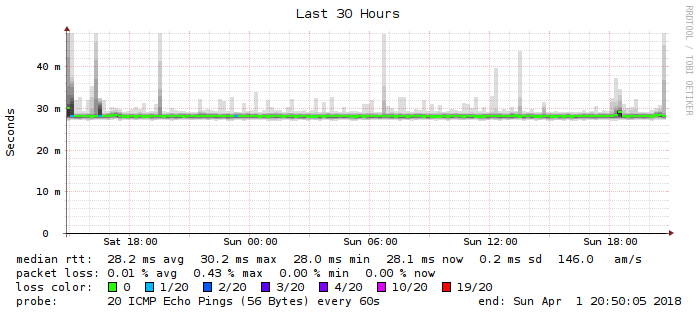 Last 30 Hours
RRDTOOL / TOBI OETIKER
Seconds
40 m
30 m
20 m
10 m
0
Sat 18:00 Sun 00:00 Sun 06:00 Sun 12:00 Sun 18:00
median rtt: 28.2 ms avg 30.2 ms max 28.0 ms min 28.1 ms now 0.2 ms sd 146.0 am/s
packet loss: 0.01 % avg 0.43 % max 0.00 % min 0.00 % now
loss color: 0 1/20 2/20 3/20 4/20 10/20 19/20
probe: 20 ICMP Echo Pings (56 Bytes) every 60s end: Sun Apr 1 20:50:05 2018